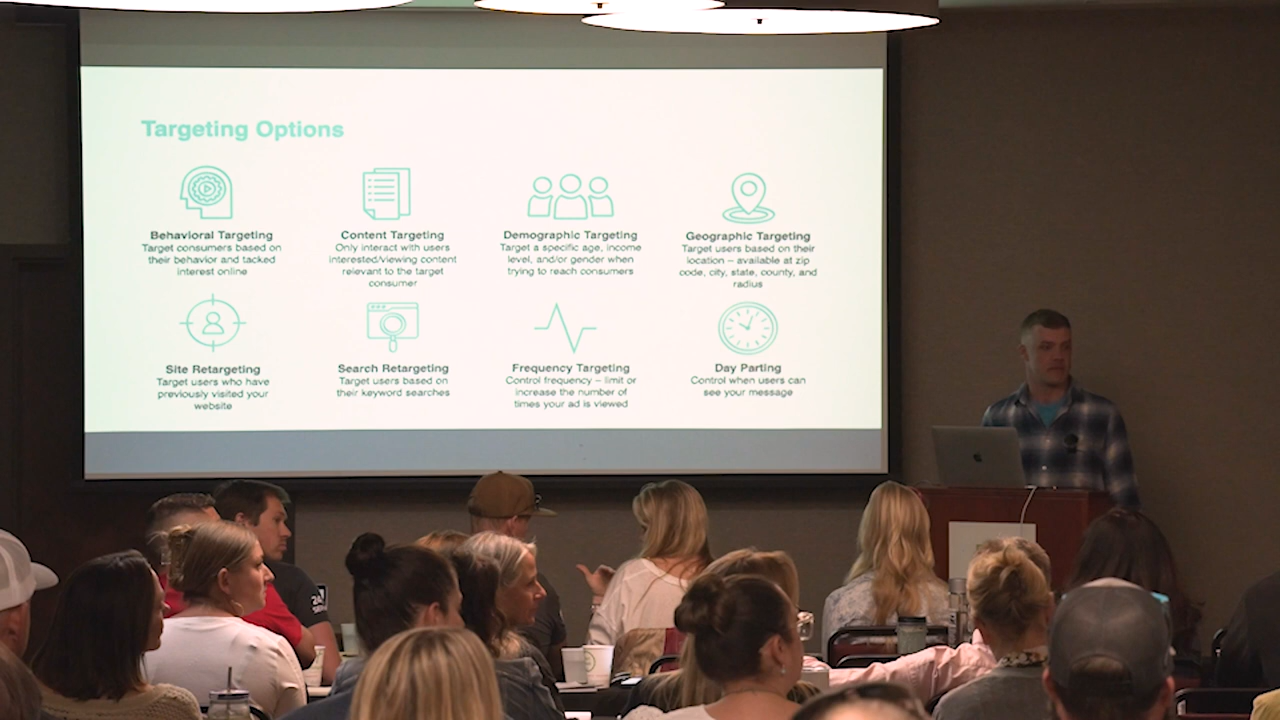 Targeting Options
Behavioral Targeting
Target consumers based on
their behavior and tacked
interest online
Content Targeting
Only interact with users
interested/viewing content
relevant to the target
consumer
Demographic Targeting
Target a specific age, income
level, and/or gender when
trying to reach consumers
Geographic Targeting
Target users based on their
location – available at zip
code, city, state, county, and
radius
Site Retargeting
Target users who have
previously visited your
website
Search Retargeting
Target users based on
their keyword searches
Frequency Targeting
Control frequency – limit or
increase the number of
times your ad is viewed
Day Parting
Control when users can
see your message